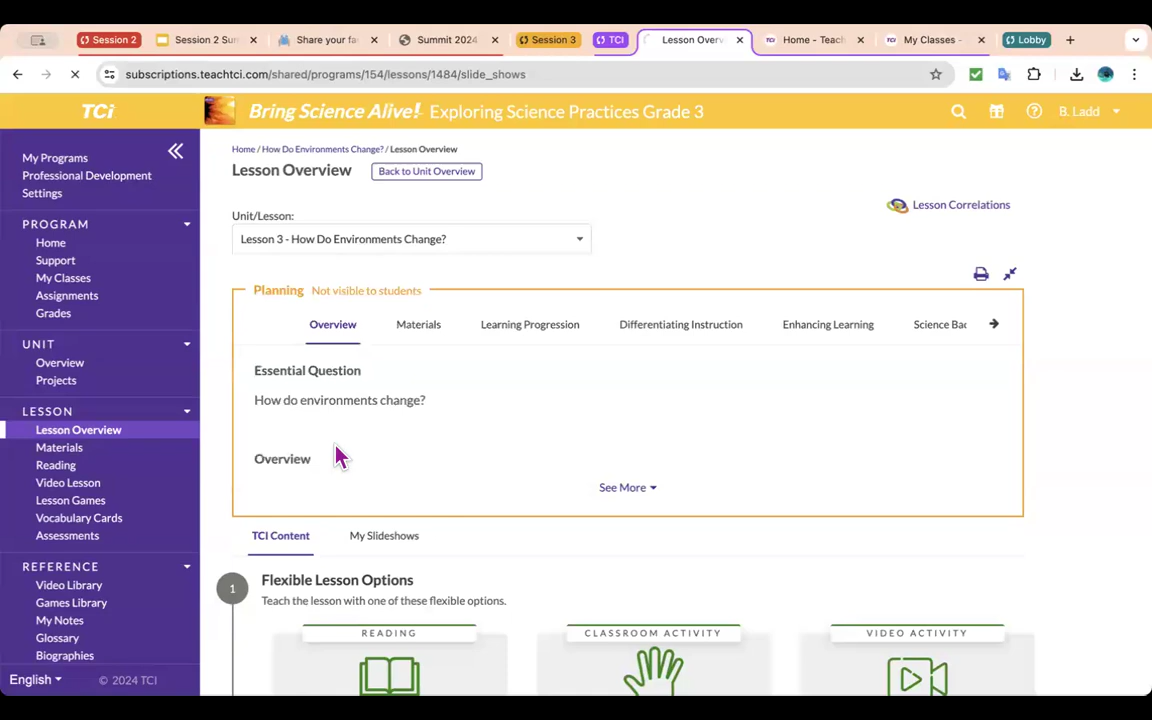 Session 2
Session 2 Sum
Share your fa
Summit 2024
Session 3
TCI
Lesson Over
Home - Teach
My Classes -
Lobby
subscriptions.teachtci.com/shared/programs/154/lessons/1484/slide_shows
TCi
Bring Science Alive! - Exploring Science Practices Grade 3
B. Ladd
My Programs
Professional Development
Settings
PROGRAM
Home
Support
My Classes
Assignments
Grades
UNIT
Overview
Projects
LESSON
Lesson Overview
Materials
Reading
Video Lesson
Lesson Games
Vocabulary Cards
Assessments
REFERENCE
Video Library
Games Library
My Notes
Glossary
Biographies
English
© 2024 TCI
Home / How Do Environments Change? / Lesson Overview
Lesson Overview
Back to Unit Overview
Lesson Correlations
Unit/Lesson:
Lesson 3 - How Do Environments Change?
Planning Not visible to students
Overview
Materials
Learning Progression
Differentiating Instruction
Enhancing Learning
Science Bac
Essential Question
How do environments change?
Overview
See More
TCI Content
My Slideshows
1
Flexible Lesson Options
Teach the lesson with one of these flexible options.
READING
CLASSROOM ACTIVITY
VIDEO ACTIVITY